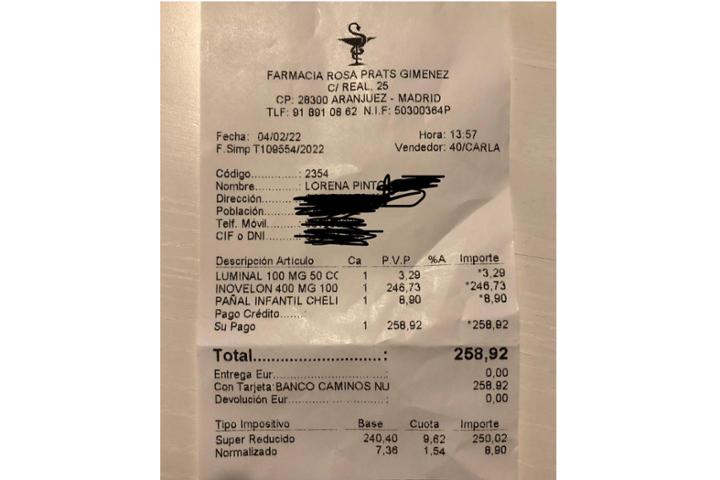 FARMACIA ROSA PRATS GIMENEZ
C/ REAL, 25
CP: 28300 ARANJUEZ - MADRID
TLF: 91 891 08 62 N.I.F: 50300364P
Fecha: 04/02/22 Hora: 13:57
F.Simp T109554/2022 Vendedor: 40/CARLA
Código...........: 2354
Nombre..........: LORENA PINTO
Dirección.........
Población.........
Telf. Móvil........:
CIF o DNI.........
Descripción Artículo Ca P.V.P %A Importe
LUMINAL 100 MG 50 CC 1 3,29 *3,29
INOVELON 400 MG 100 1 246,73 *246,73
PAÑAL INFANTIL CHELI 1 8,90 *8,90
Pago Crédito.......:
Su Pago 1 258,92 *258,92
Total........................: 258,92
Entrega Eur........................: 0,00
Con Tarjeta:BANCO CAMINOS NU 258,92
Devolución Eur....................: 0,00
Tipo Impositivo Base Cuota Importe
Super Reducido 240,40 9,62 250,02
Normalizado 7,36 1,54 8,90